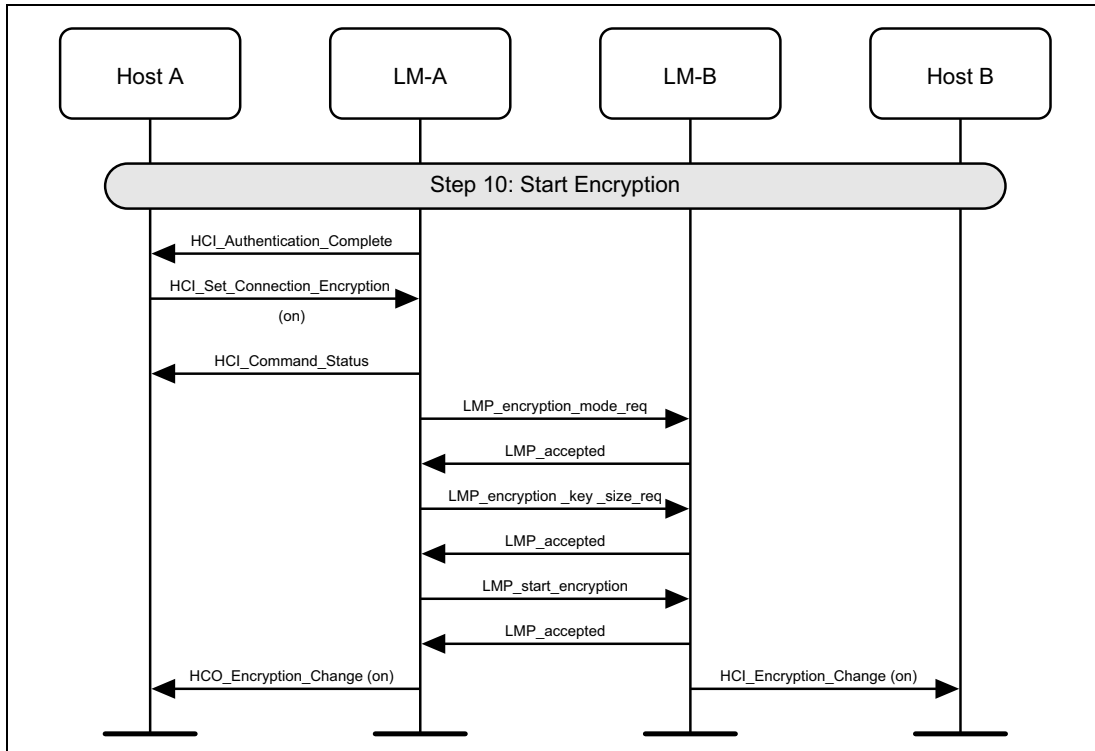 Host A
LM-A
LM-B
Host B
Step 10: Start Encryption
HCI_Authentication_Complete
HCI_Set_Connection_Encryption
(on)
HCI_Command_Status
LMP_encryption_mode_req
LMP_accepted
LMP_encryption _key _size_req
LMP_accepted
LMP_start_encryption
LMP_accepted
HCO_Encryption_Change (on)
HCI_Encryption_Change (on)